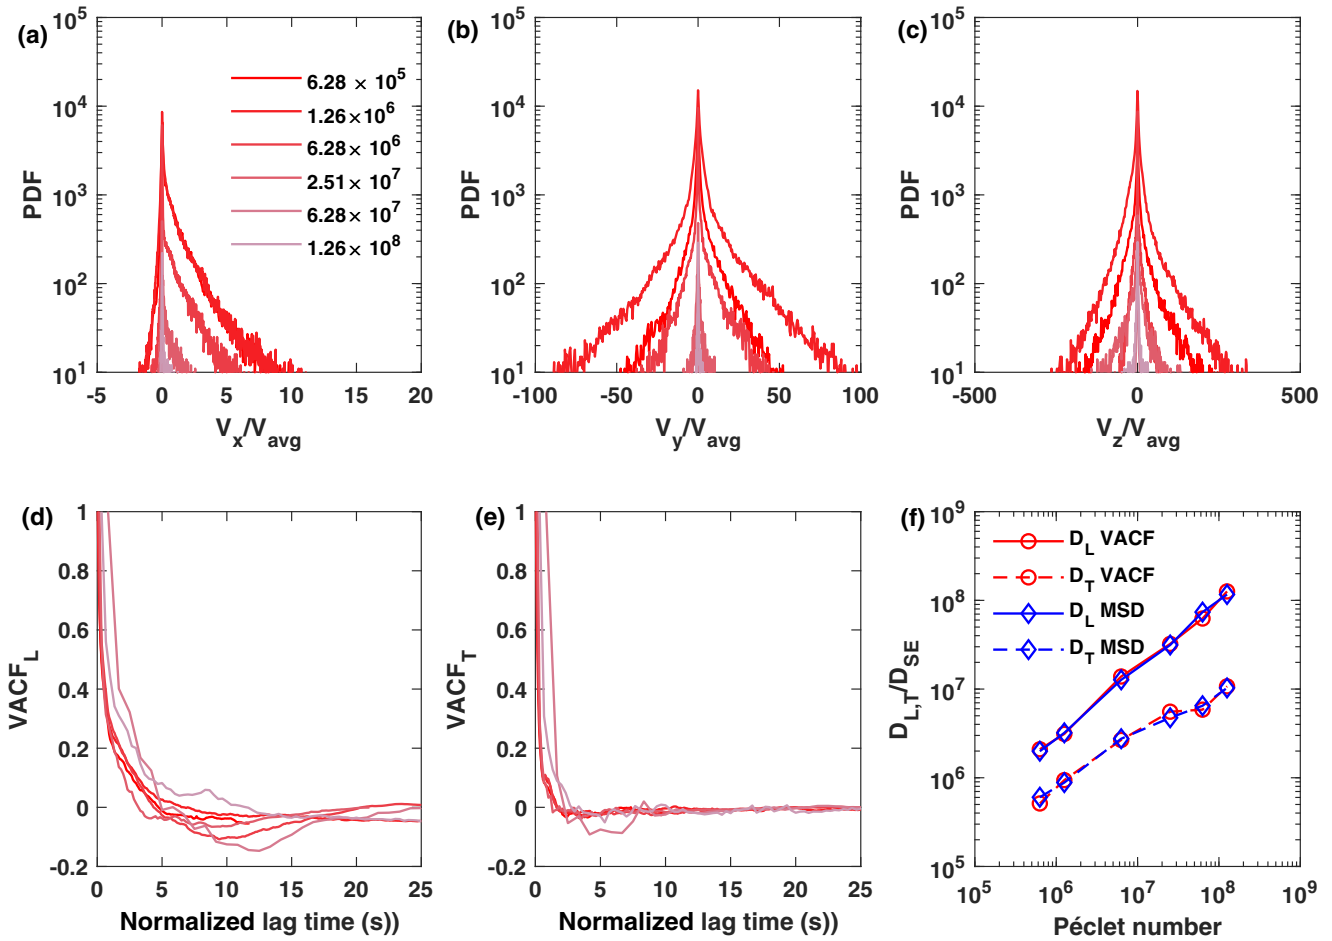 (a)
PDF
10^5
10^4
10^3
10^2
10^1
-5 0 5 10 15 20
V_x/V_avg
6.28 × 10^5
1.26×10^6
6.28 × 10^6
2.51 × 10^7
6.28 × 10^7
1.26 × 10^8
(b)
PDF
10^5
10^4
10^3
10^2
10^1
-100 -50 0 50 100
V_y/V_avg
(c)
PDF
10^5
10^4
10^3
10^2
10^1
-500 0 500
V_z/V_avg
(d)
VACF_L
1
0.8
0.6
0.4
0.2
0
-0.2
0 5 10 15 20 25
Normalized lag time (s))
(e)
VACF_T
1
0.8
0.6
0.4
0.2
0
-0.2
0 5 10 15 20 25
Normalized lag time (s))
(f)
D_L,T/D_SE
10^9
10^8
10^7
10^6
10^5
D_L VACF
D_T VACF
D_L MSD
D_T MSD
10^5 10^6 10^7 10^8 10^9
Péclet number